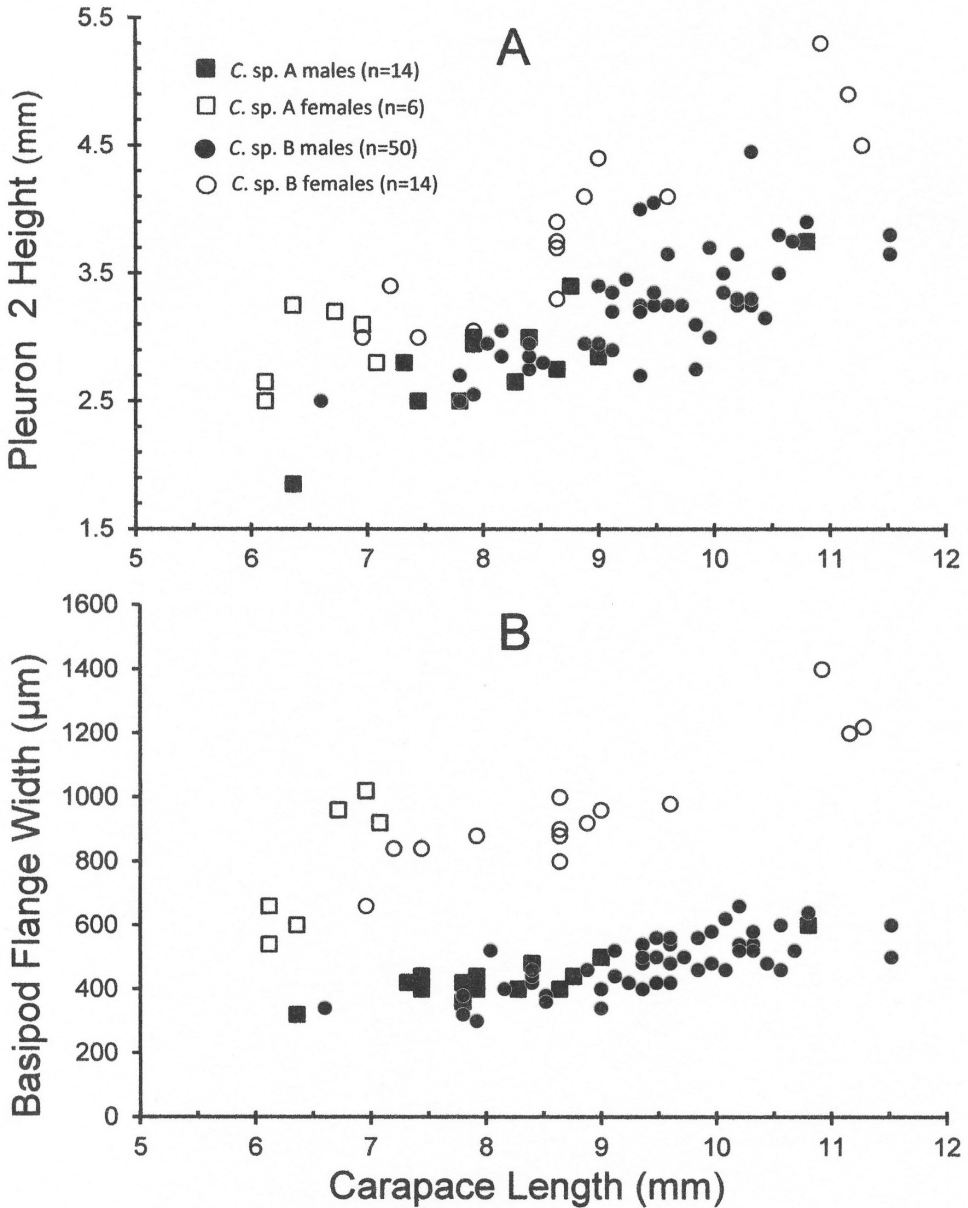 A
C. sp. A males (n=14)
C. sp. A females (n=6)
C. sp. B males (n=50)
C. sp. B females (n=14)
Pleuron 2 Height (mm)
5.5
4.5
3.5
2.5
1.5
5 6 7 8 9 10 11 12
B
Basipod Flange Width (µm)
1600
1400
1200
1000
800
600
400
200
0
5 6 7 8 9 10 11 12
Carapace Length (mm)